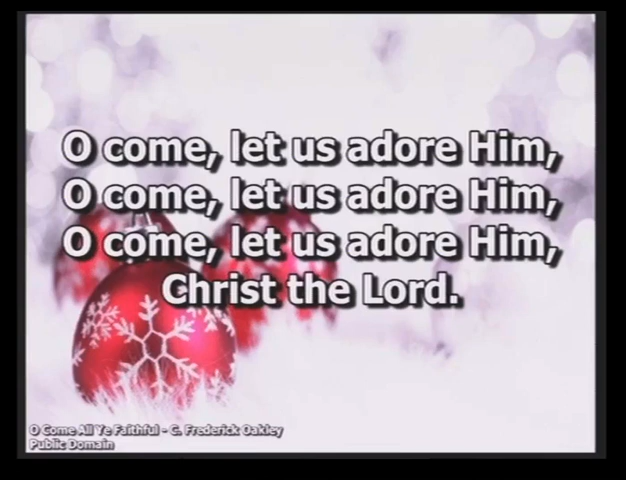 O come, let us adore Him,
O come, let us adore Him,
O come, let us adore Him,
Christ the Lord.
O Come All Ye Faithful - C. Frederick Oakley
Public Domain